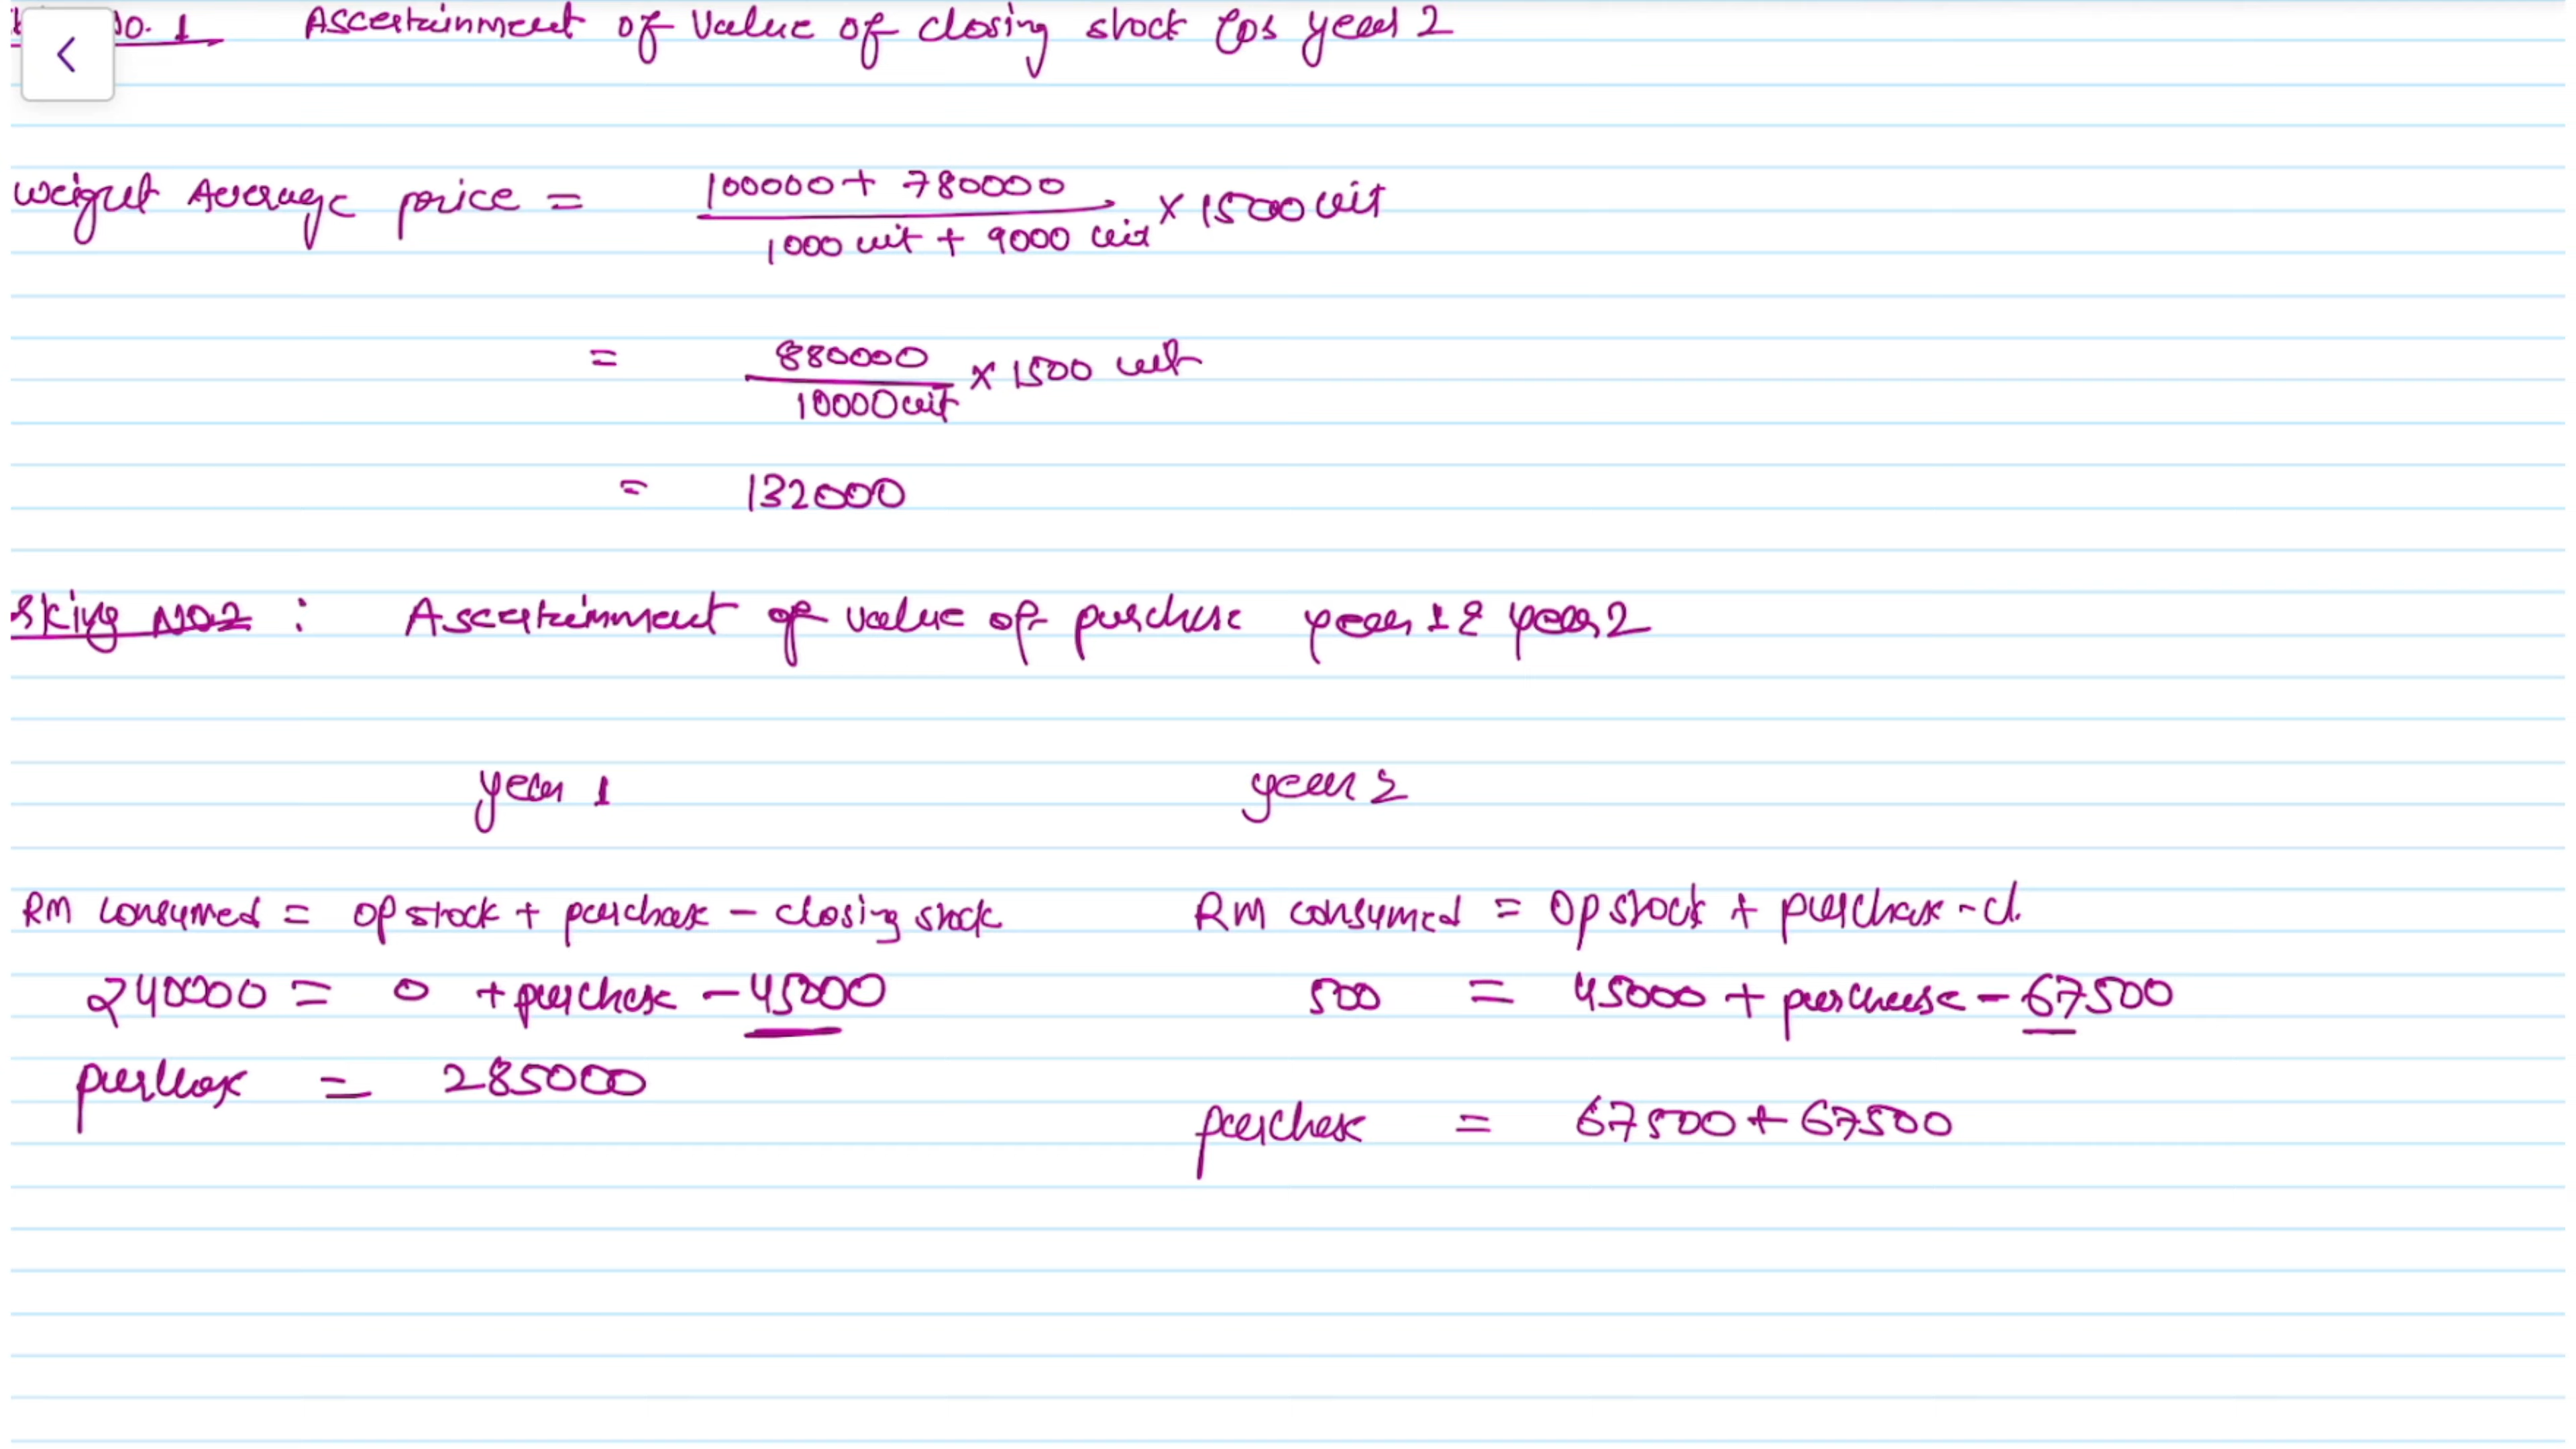 No. 1 Ascertainment of Value of closing stock for year 2
weight Average price = 100000 + 780000 / 1000 unit + 9000 unit × 1500 unit
= 880000 / 10000 unit × 1500 unit
= 132000
rking No 2 : Ascertainment of value of purchase year 1 & year 2
year 1 year 2
RM consumed = op stock + purchase - closing stock RM consumed = Op stock + purchase - cl.
240000 = 0 + purchase - 45000 500 = 45000 + purchase - 67500
purchase = 285000
purchase = 67500 + 67500